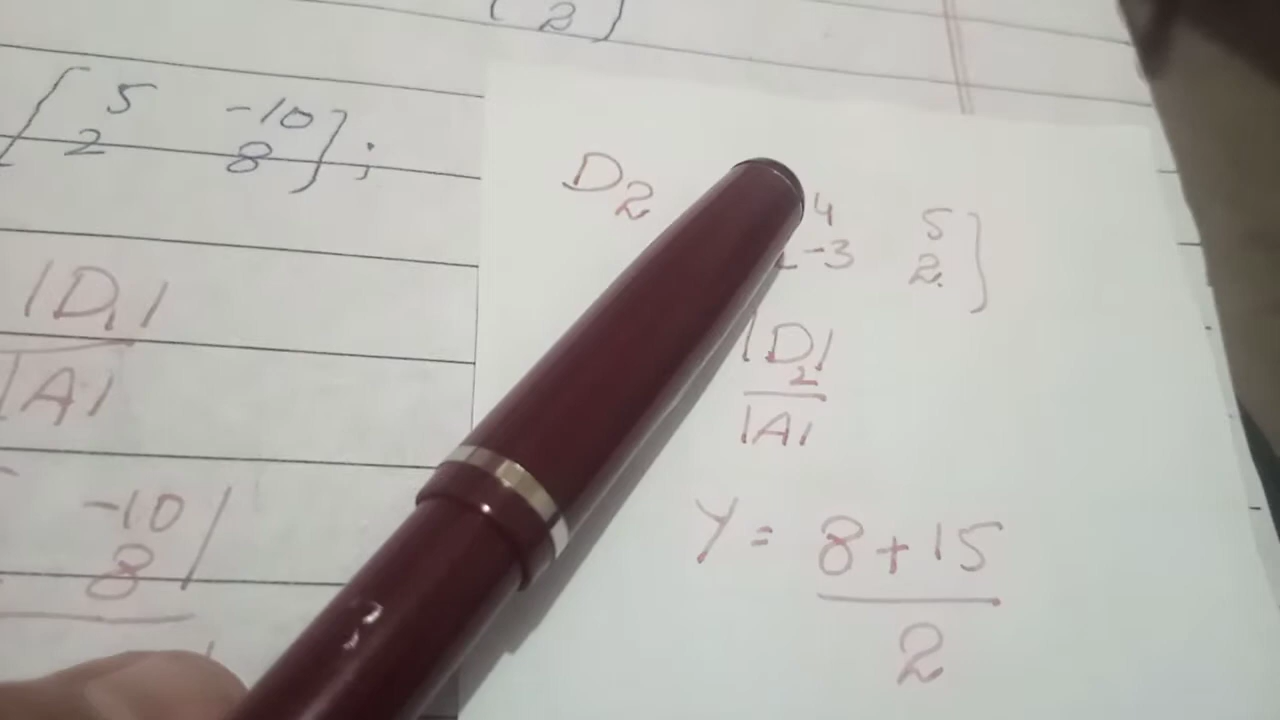 2
5 -10
2 8 ];
D2
4 5
-3 2
|D1|
|A|
|D2|
|A|
-10
8
y = 8+15
2